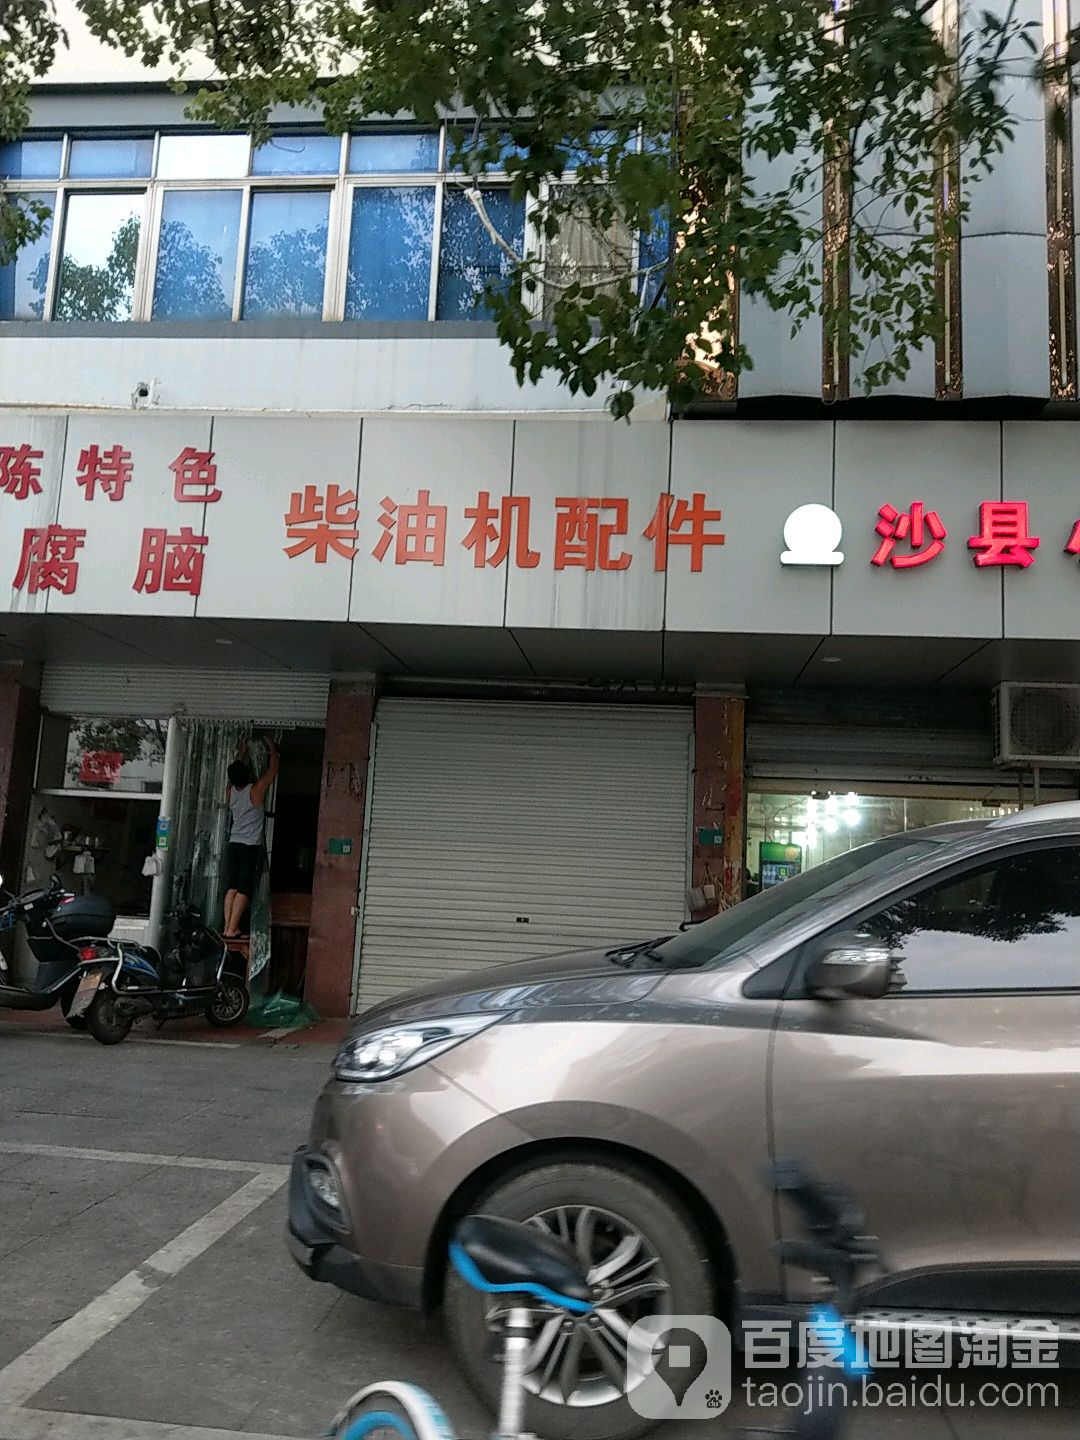 陈特色
腐脑
柴油机配件
沙县
百度地图淘金
taojin.baidu.com